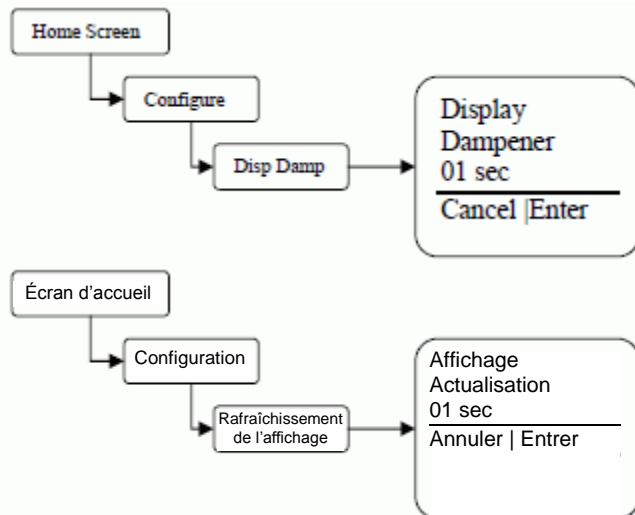 Home Screen
Configure
Disp Damp
Display
Dampener
01 sec
Cancel |Enter
Écran d'accueil
Configuration
Rafraîchissement
de l'affichage
Affichage
Actualisation
01 sec
Annuler | Entrer